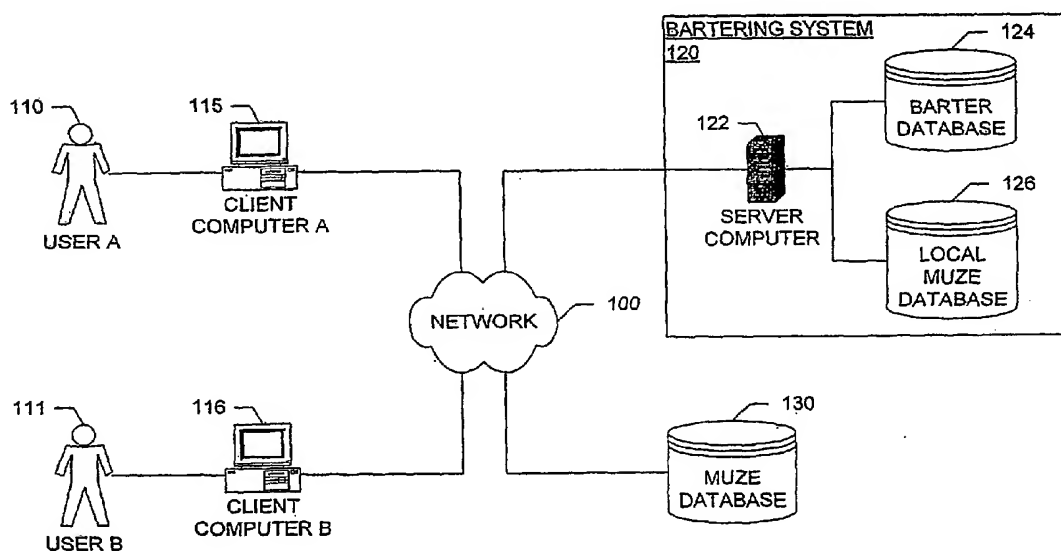 BARTERING SYSTEM
120
124
BARTER
DATABASE
122
SERVER
COMPUTER
126
LOCAL
MUZE
DATABASE
110
USER A
115
CLIENT
COMPUTER A
NETWORK
100
111
USER B
116
CLIENT
COMPUTER B
130
MUZE
DATABASE